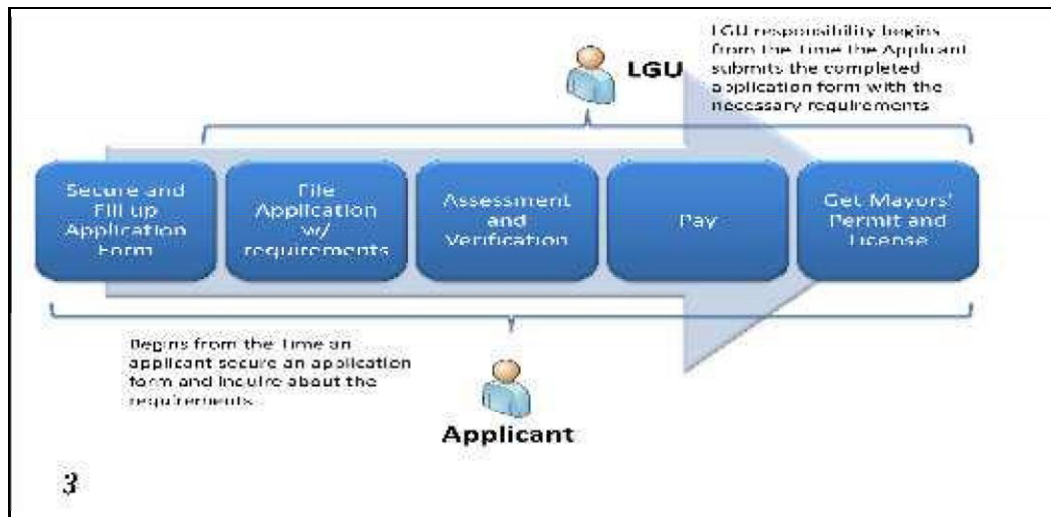 LGU responsibility begins
from the Time the Applicant
submits the completed
application form with the
necessary requirements
LGU
Secure and
Fill up
Application
Form
File
Application
w/
requirements
Assessment
and
Verification
Pay
Get Mayors'
Permit and
License
Begins from the Time an
applicant secure an application
form and inquire about the
requirements
Applicant
3